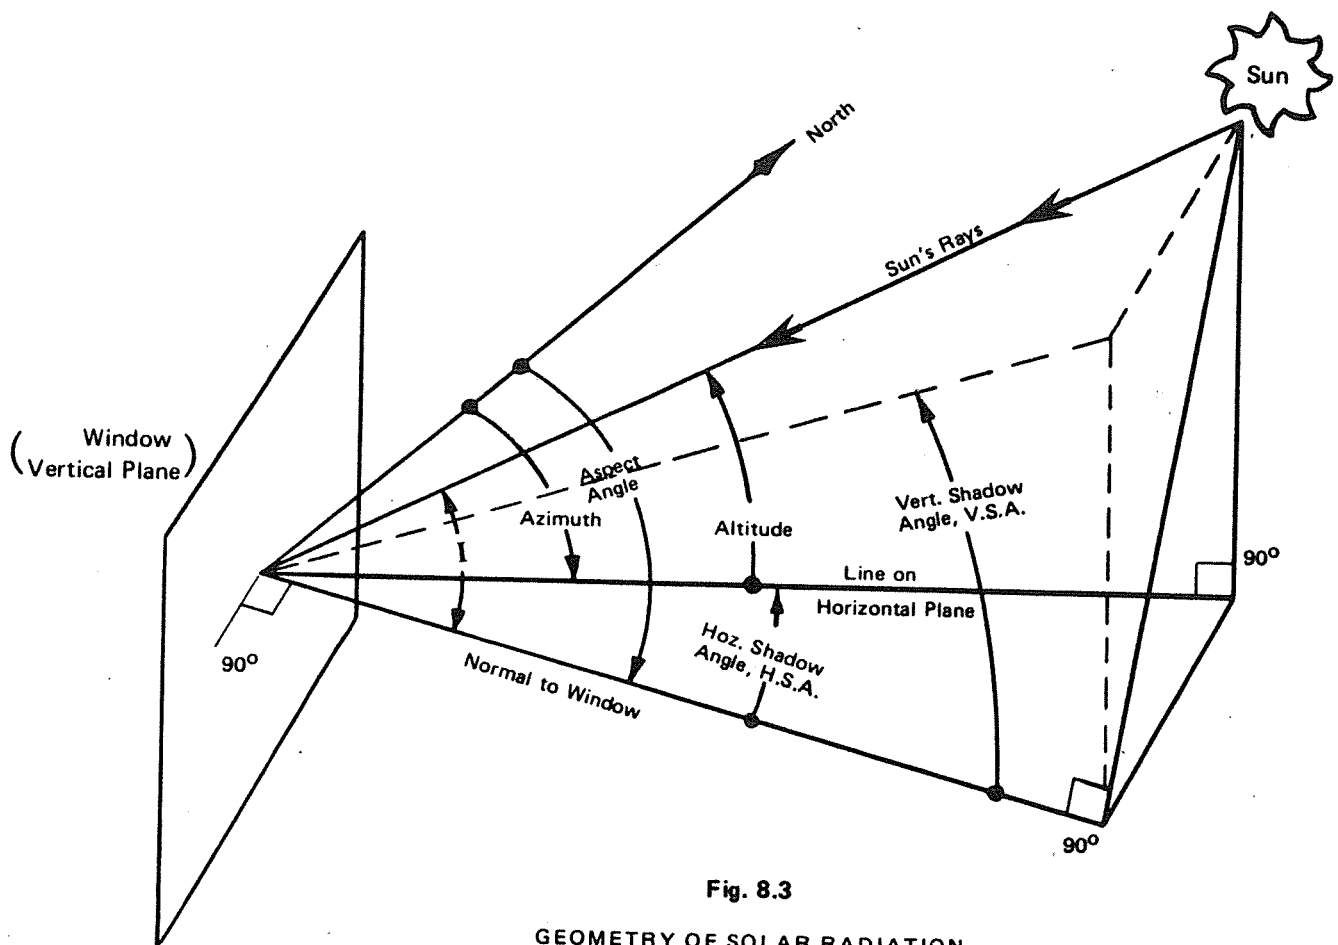 Sun
North
Sun's Rays
Window
(Vertical Plane)
Aspect
Angle
Azimuth
Altitude
Vert. Shadow
Angle, V.S.A.
I
Line on
Horizontal Plane
90°
Hoz. Shadow
Angle, H.S.A.
90°
Normal to Window
90°
Fig. 8.3
GEOMETRY OF SOLAR RADIATION